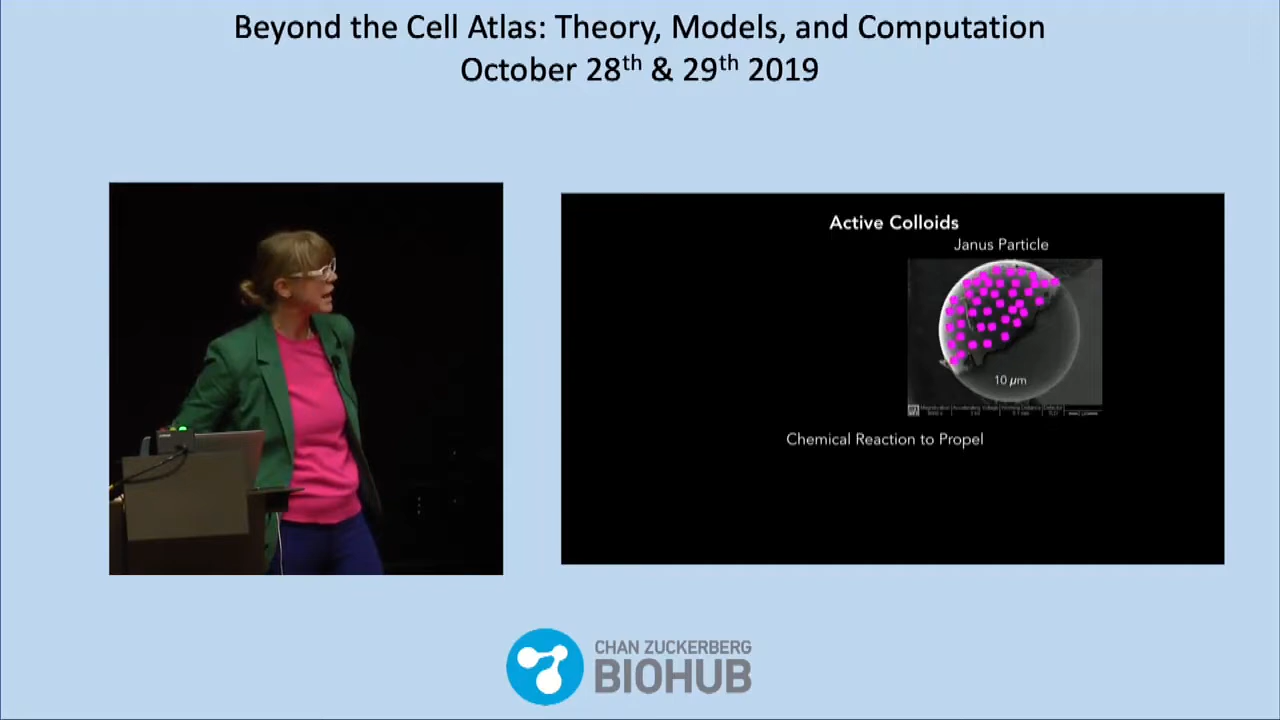 Beyond the Cell Atlas: Theory, Models, and Computation
October 28th & 29th 2019
Active Colloids
Janus Particle
10 μm
Chemical Reaction to Propel
CHAN ZUCKERBERG
BIOHUB